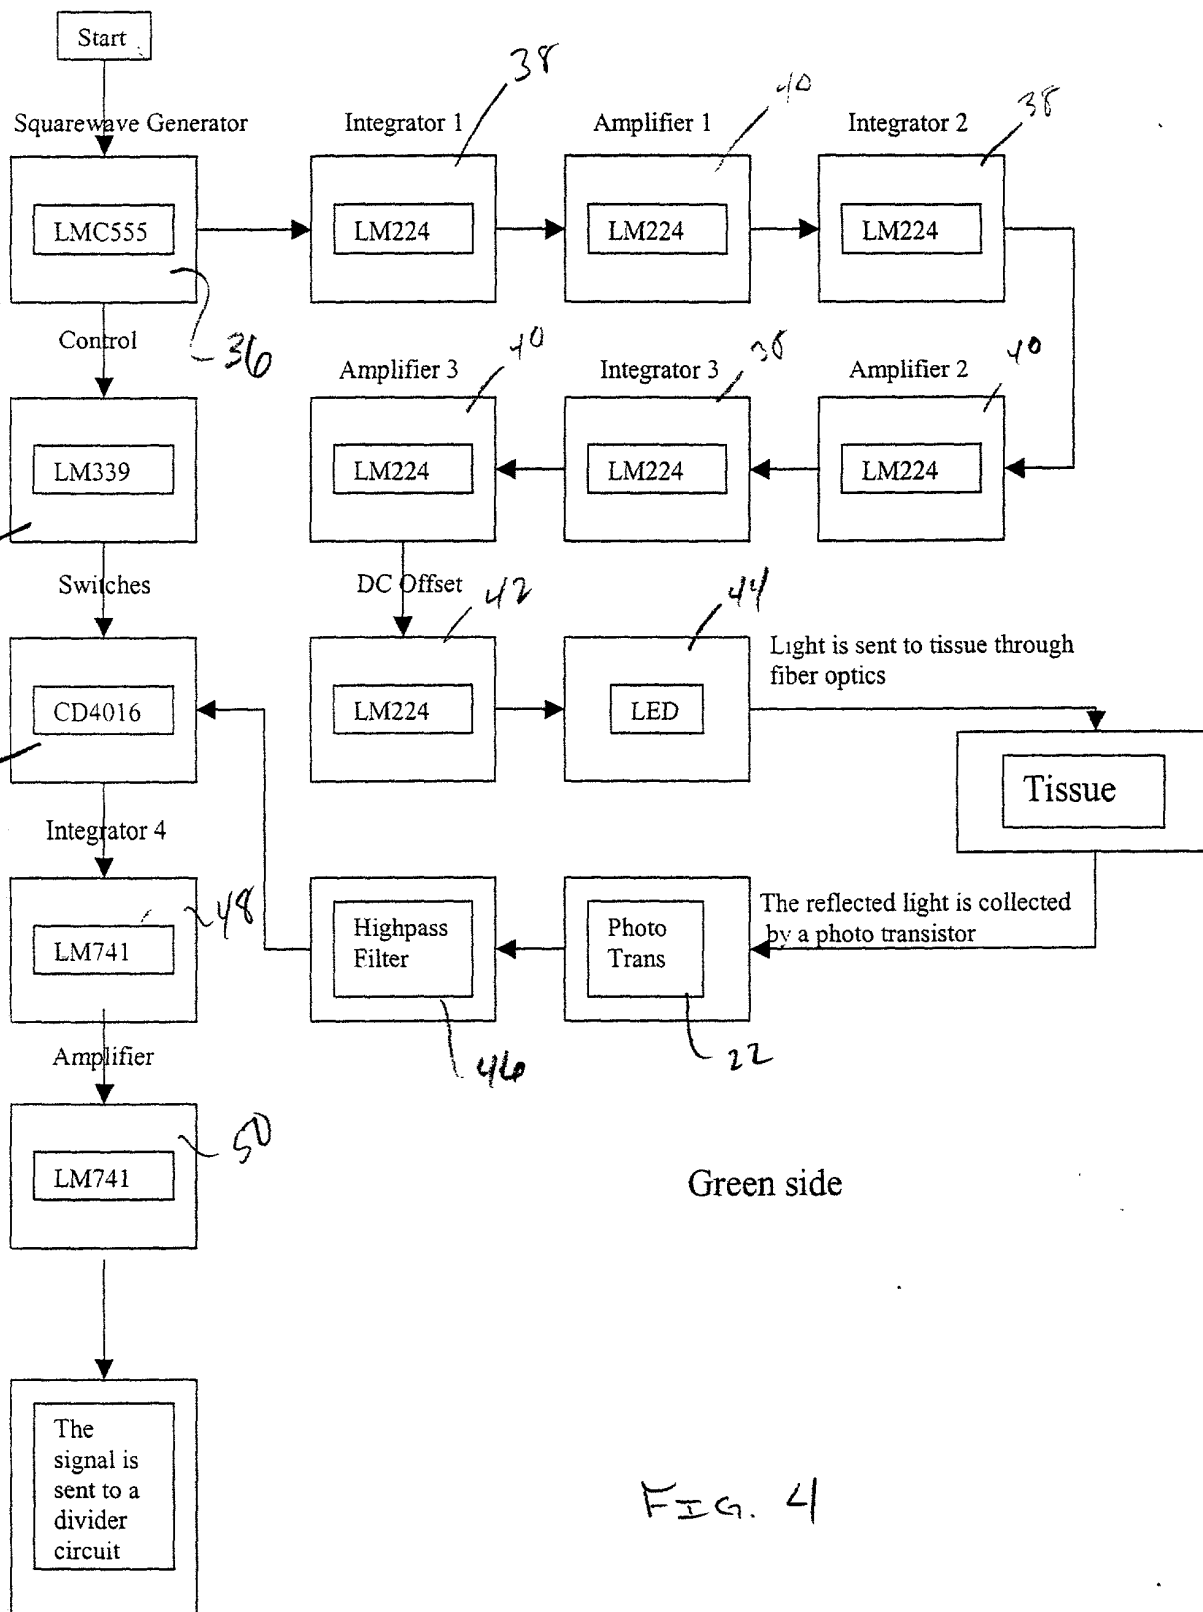 Start
Squarewave Generator
Integrator 1
38
Amplifier 1
40
Integrator 2
38
LMC555
LM224
LM224
LM224
36
Control
Amplifier 3
40
Integrator 3
38
Amplifier 2
40
LM339
LM224
LM224
LM224
Switches
DC Offset
42
44
Light is sent to tissue through
fiber optics
CD4016
LM224
LED
Tissue
Integrator 4
48
LM741
Highpass
Filter
46
Photo
Trans
22
The reflected light is collected
by a photo transistor
Amplifier
50
LM741
Green side
The
signal is
sent to a
divider
circuit
FIG. 4